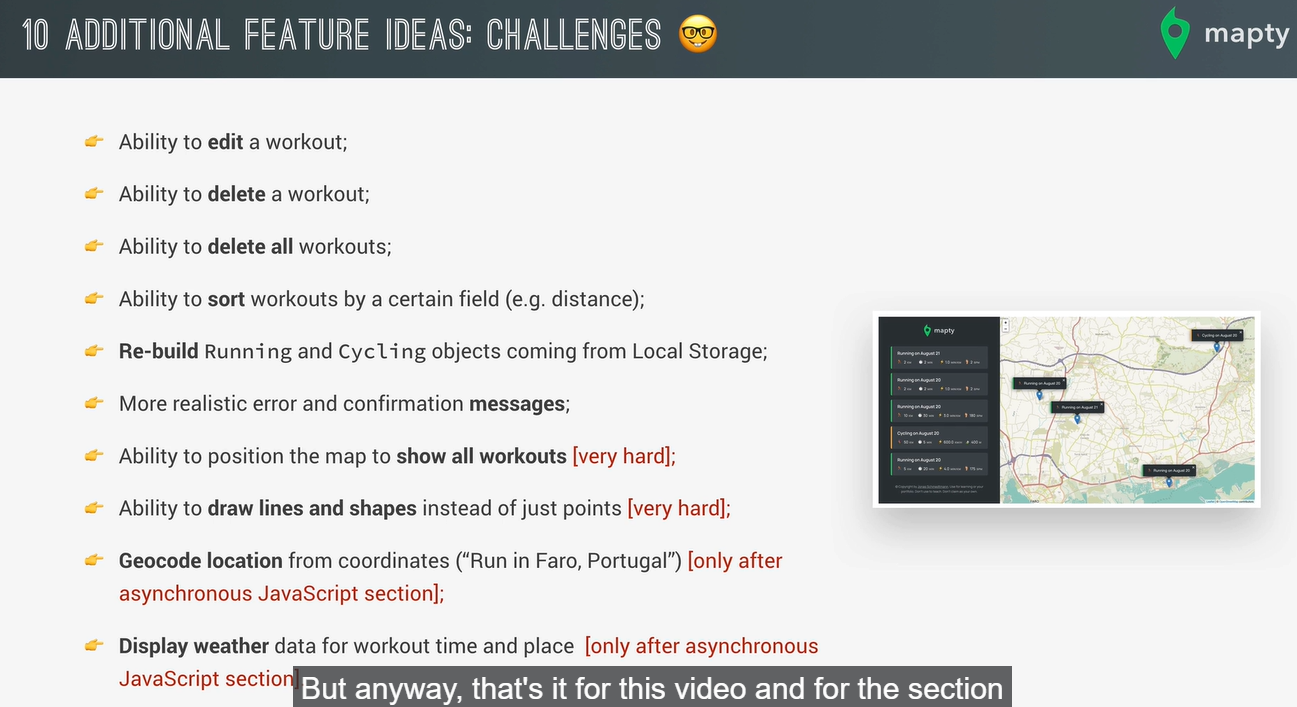 10 ADDITIONAL FEATURE IDEAS: CHALLENGES
mapty
Ability to edit a workout;
Ability to delete a workout;
Ability to delete all workouts;
Ability to sort workouts by a certain field (e.g. distance);
Re-build Running and Cycling objects coming from Local Storage;
More realistic error and confirmation messages;
Ability to position the map to show all workouts [very hard];
Ability to draw lines and shapes instead of just points [very hard];
Geocode location from coordinates (“Run in Faro, Portugal”) [only after
asynchronous JavaScript section];
Display weather data for workout time and place [only after asynchronous
JavaScript section]
mapty
Running on August 21
Running on August 20
Running on August 20
Cycling on August 20
Running on August 20
Cycling on August 20
Running on August 20
Running on August 21
Running on August 20
But anyway, that's it for this video and for the section